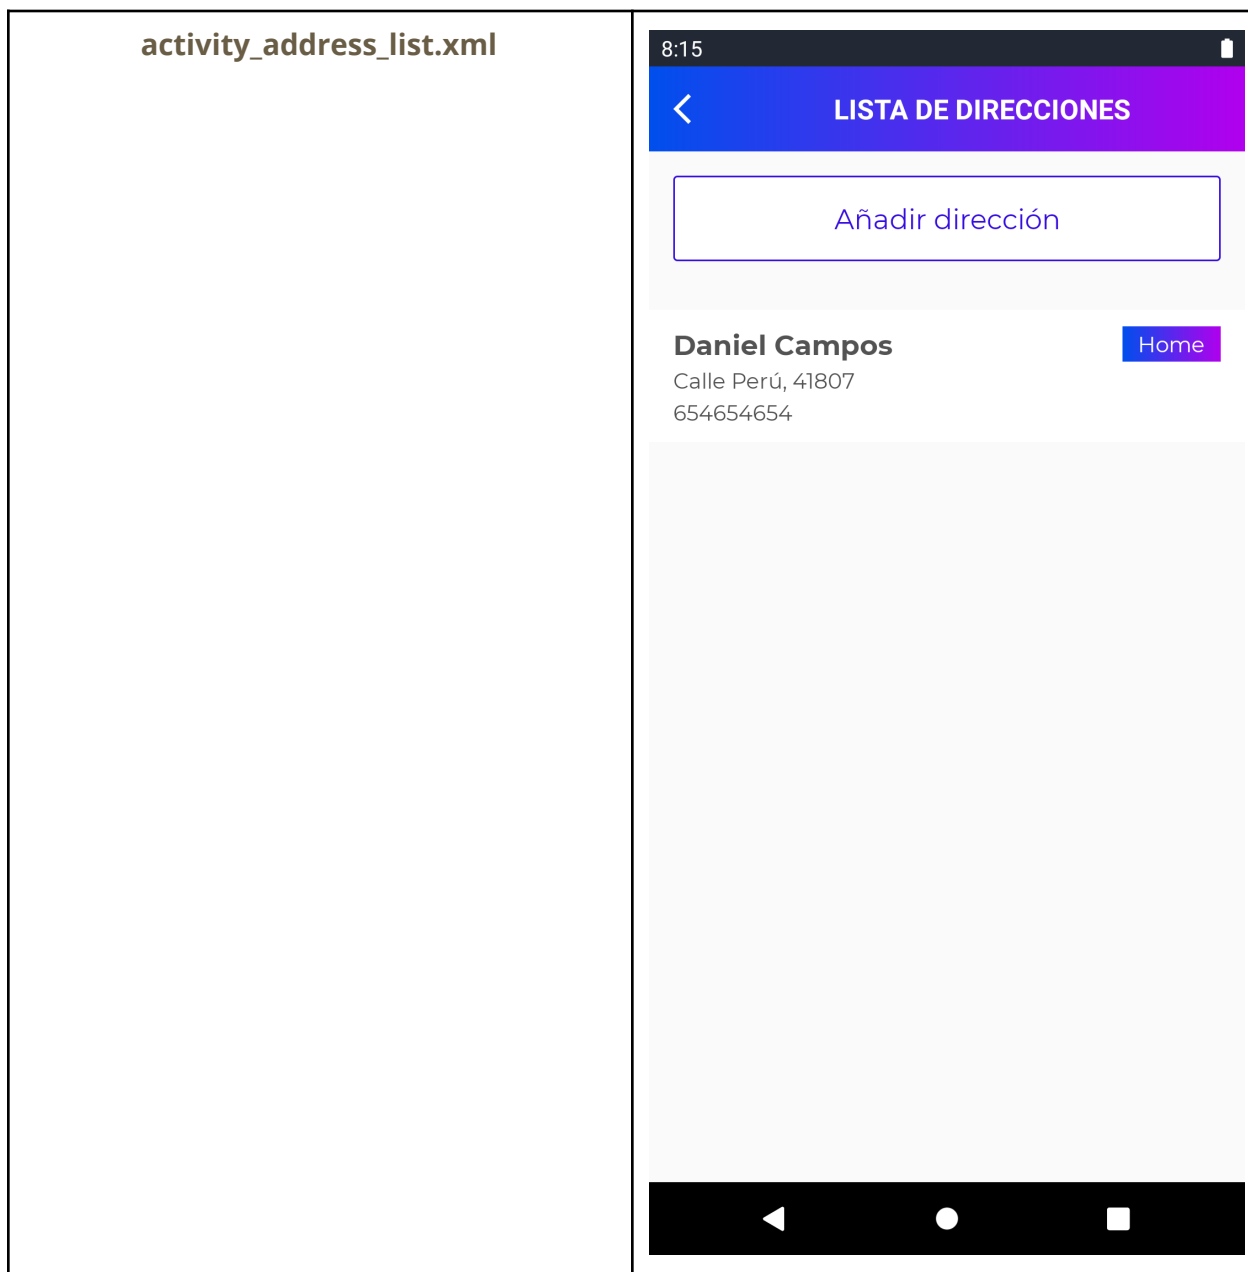 activity_address_list.xml
8:15
LISTA DE DIRECCIONES
Añadir dirección
Daniel Campos
Home
Calle Perú, 41807
654654654